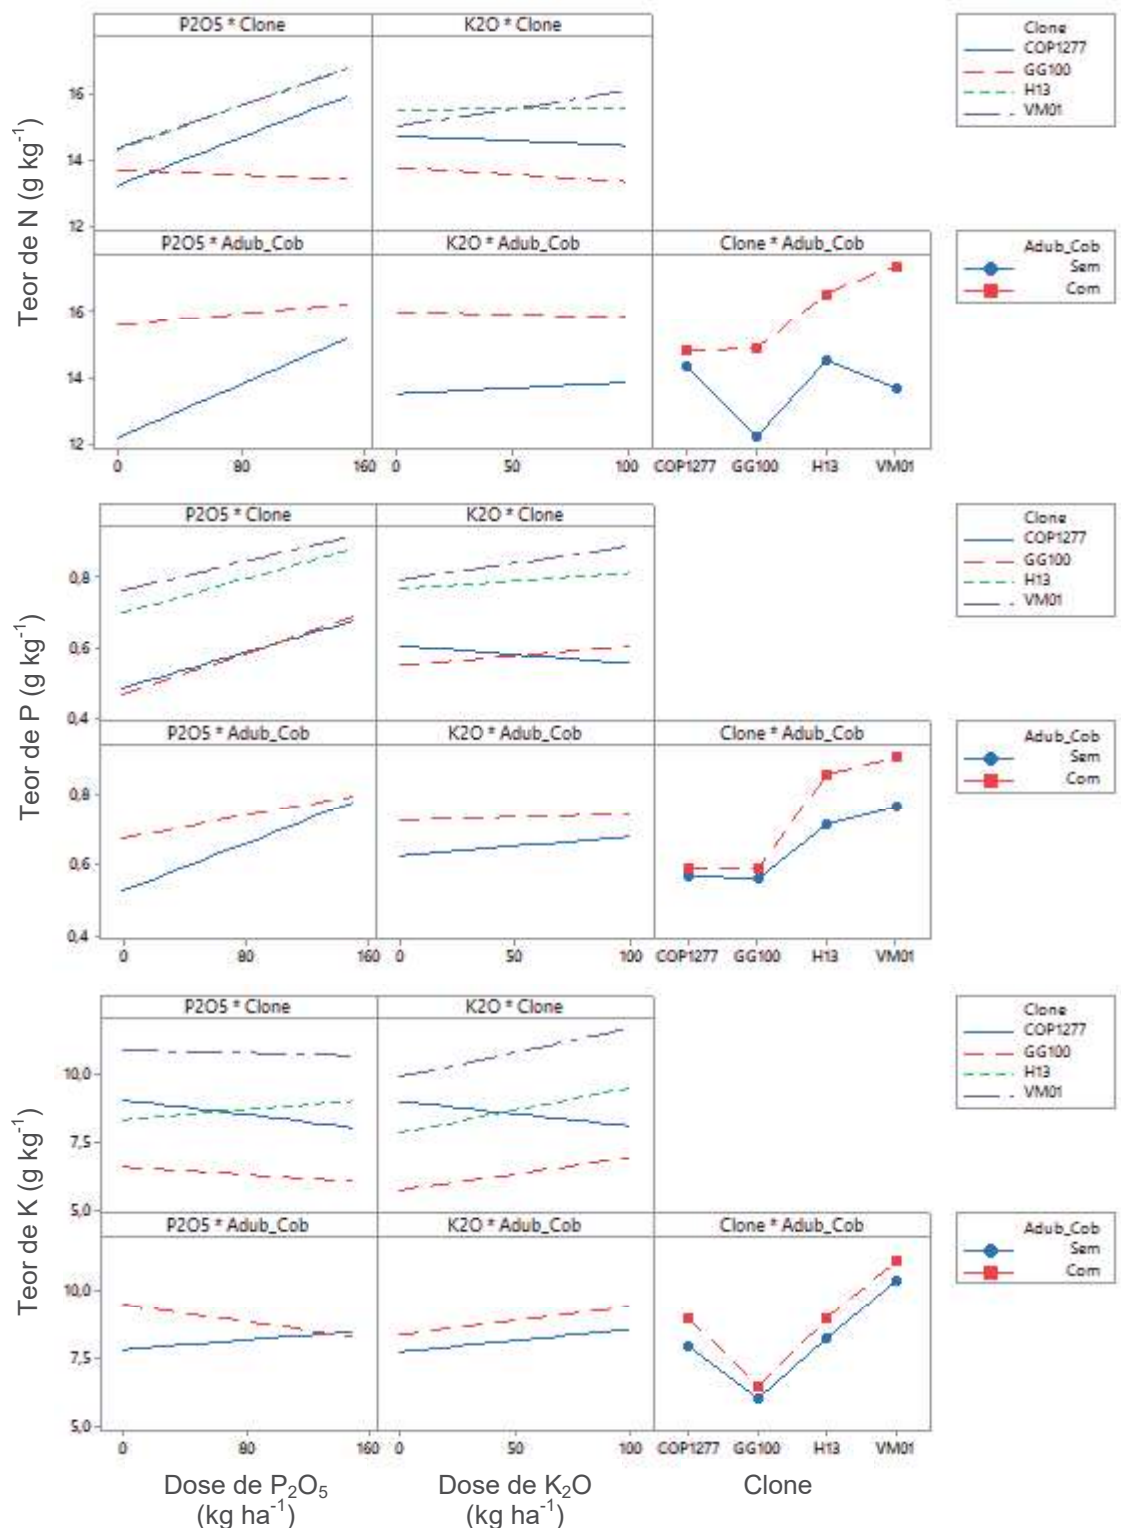 P2O5 * Clone
K2O * Clone
Clone
COP1277
GG100
H13
VM01
16
14
12
Teor de N (g kg-1)
P2O5 * Adub_Cob
K2O * Adub_Cob
Clone * Adub_Cob
Adub_Cob
Sem
Com
16
14
12
0 80 160 0 50 100 COP1277 GG100 H13 VM01
P2O5 * Clone
K2O * Clone
Clone
COP1277
GG100
H13
VM01
0,8
0,6
0,4
Teor de P (g kg-1)
P2O5 * Adub_Cob
K2O * Adub_Cob
Clone * Adub_Cob
Adub_Cob
Sem
Com
0,8
0,6
0,4
0 80 160 0 50 100 COP1277 GG100 H13 VM01
P2O5 * Clone
K2O * Clone
Clone
COP1277
GG100
H13
VM01
10,0
7,5
5,0
Teor de K (g kg-1)
P2O5 * Adub_Cob
K2O * Adub_Cob
Clone * Adub_Cob
Adub_Cob
Sem
Com
10,0
7,5
5,0
0 80 160 0 50 100 COP1277 GG100 H13 VM01
Dose de P2O5
(kg ha-1)
Dose de K2O
(kg ha-1)
Clone